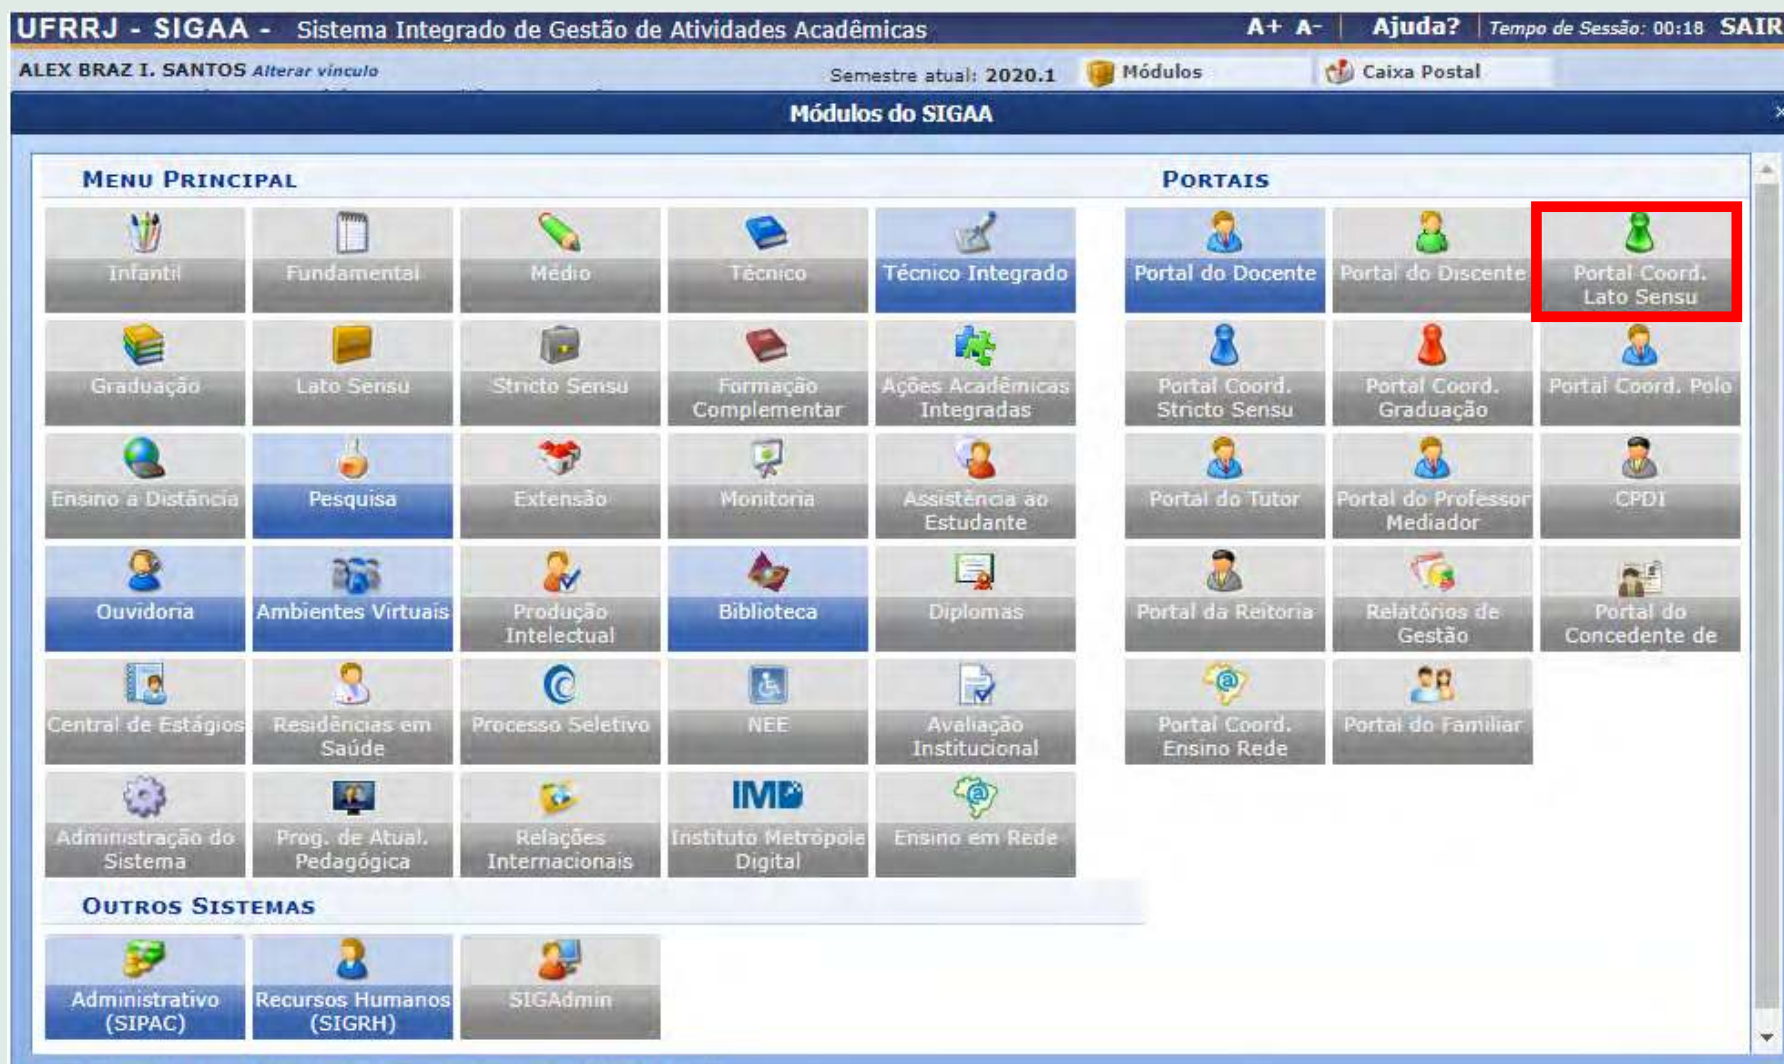 UFRRJ - SIGAA - Sistema Integrado de Gestão de Atividades Acadêmicas A+ A- Ajuda? Tempo de Sessão: 00:18 SAIR
ALEX BRAZ I. SANTOS Alterar vínculo Semestre atual: 2020.1 Módulos Caixa Postal
Módulos do SIGAA
MENU PRINCIPAL
Infantil Fundamental Médio Técnico Técnico Integrado
Graduação Lato Sensu Stricto Sensu Formação Ações Acadêmicas
Complementar Integradas
Ensino a Distância Pesquisa Extensão Monitoria Assistência ao
Estudante
Ouvidoria Ambientes Virtuais Produção Biblioteca Diplomas
Intelectual
Central de Estágios Residências em Processo Seletivo NEE Avaliação
Saúde Institucional
Administração do Prog. de Atual. Relações Instituto Metrópole Ensino em Rede
Sistema Pedagógica Internacionais Digital
IMD
PORTAIS
Portal do Docente Portal do Discente Portal Coord.
Lato Sensu
Portal Coord. Portal Coord. Portal Coord. Polo
Stricto Sensu Graduação
Portal do Tutor Portal do Professor CPDI
Mediador
Portal da Reitoria Relatórios de Portal do
Gestão Concedente de
Portal Coord. Portal do Familiar
Ensino Rede
OUTROS SISTEMAS
Administrativo Recursos Humanos SIGAdmin
(SIPAC) (SIGRH)